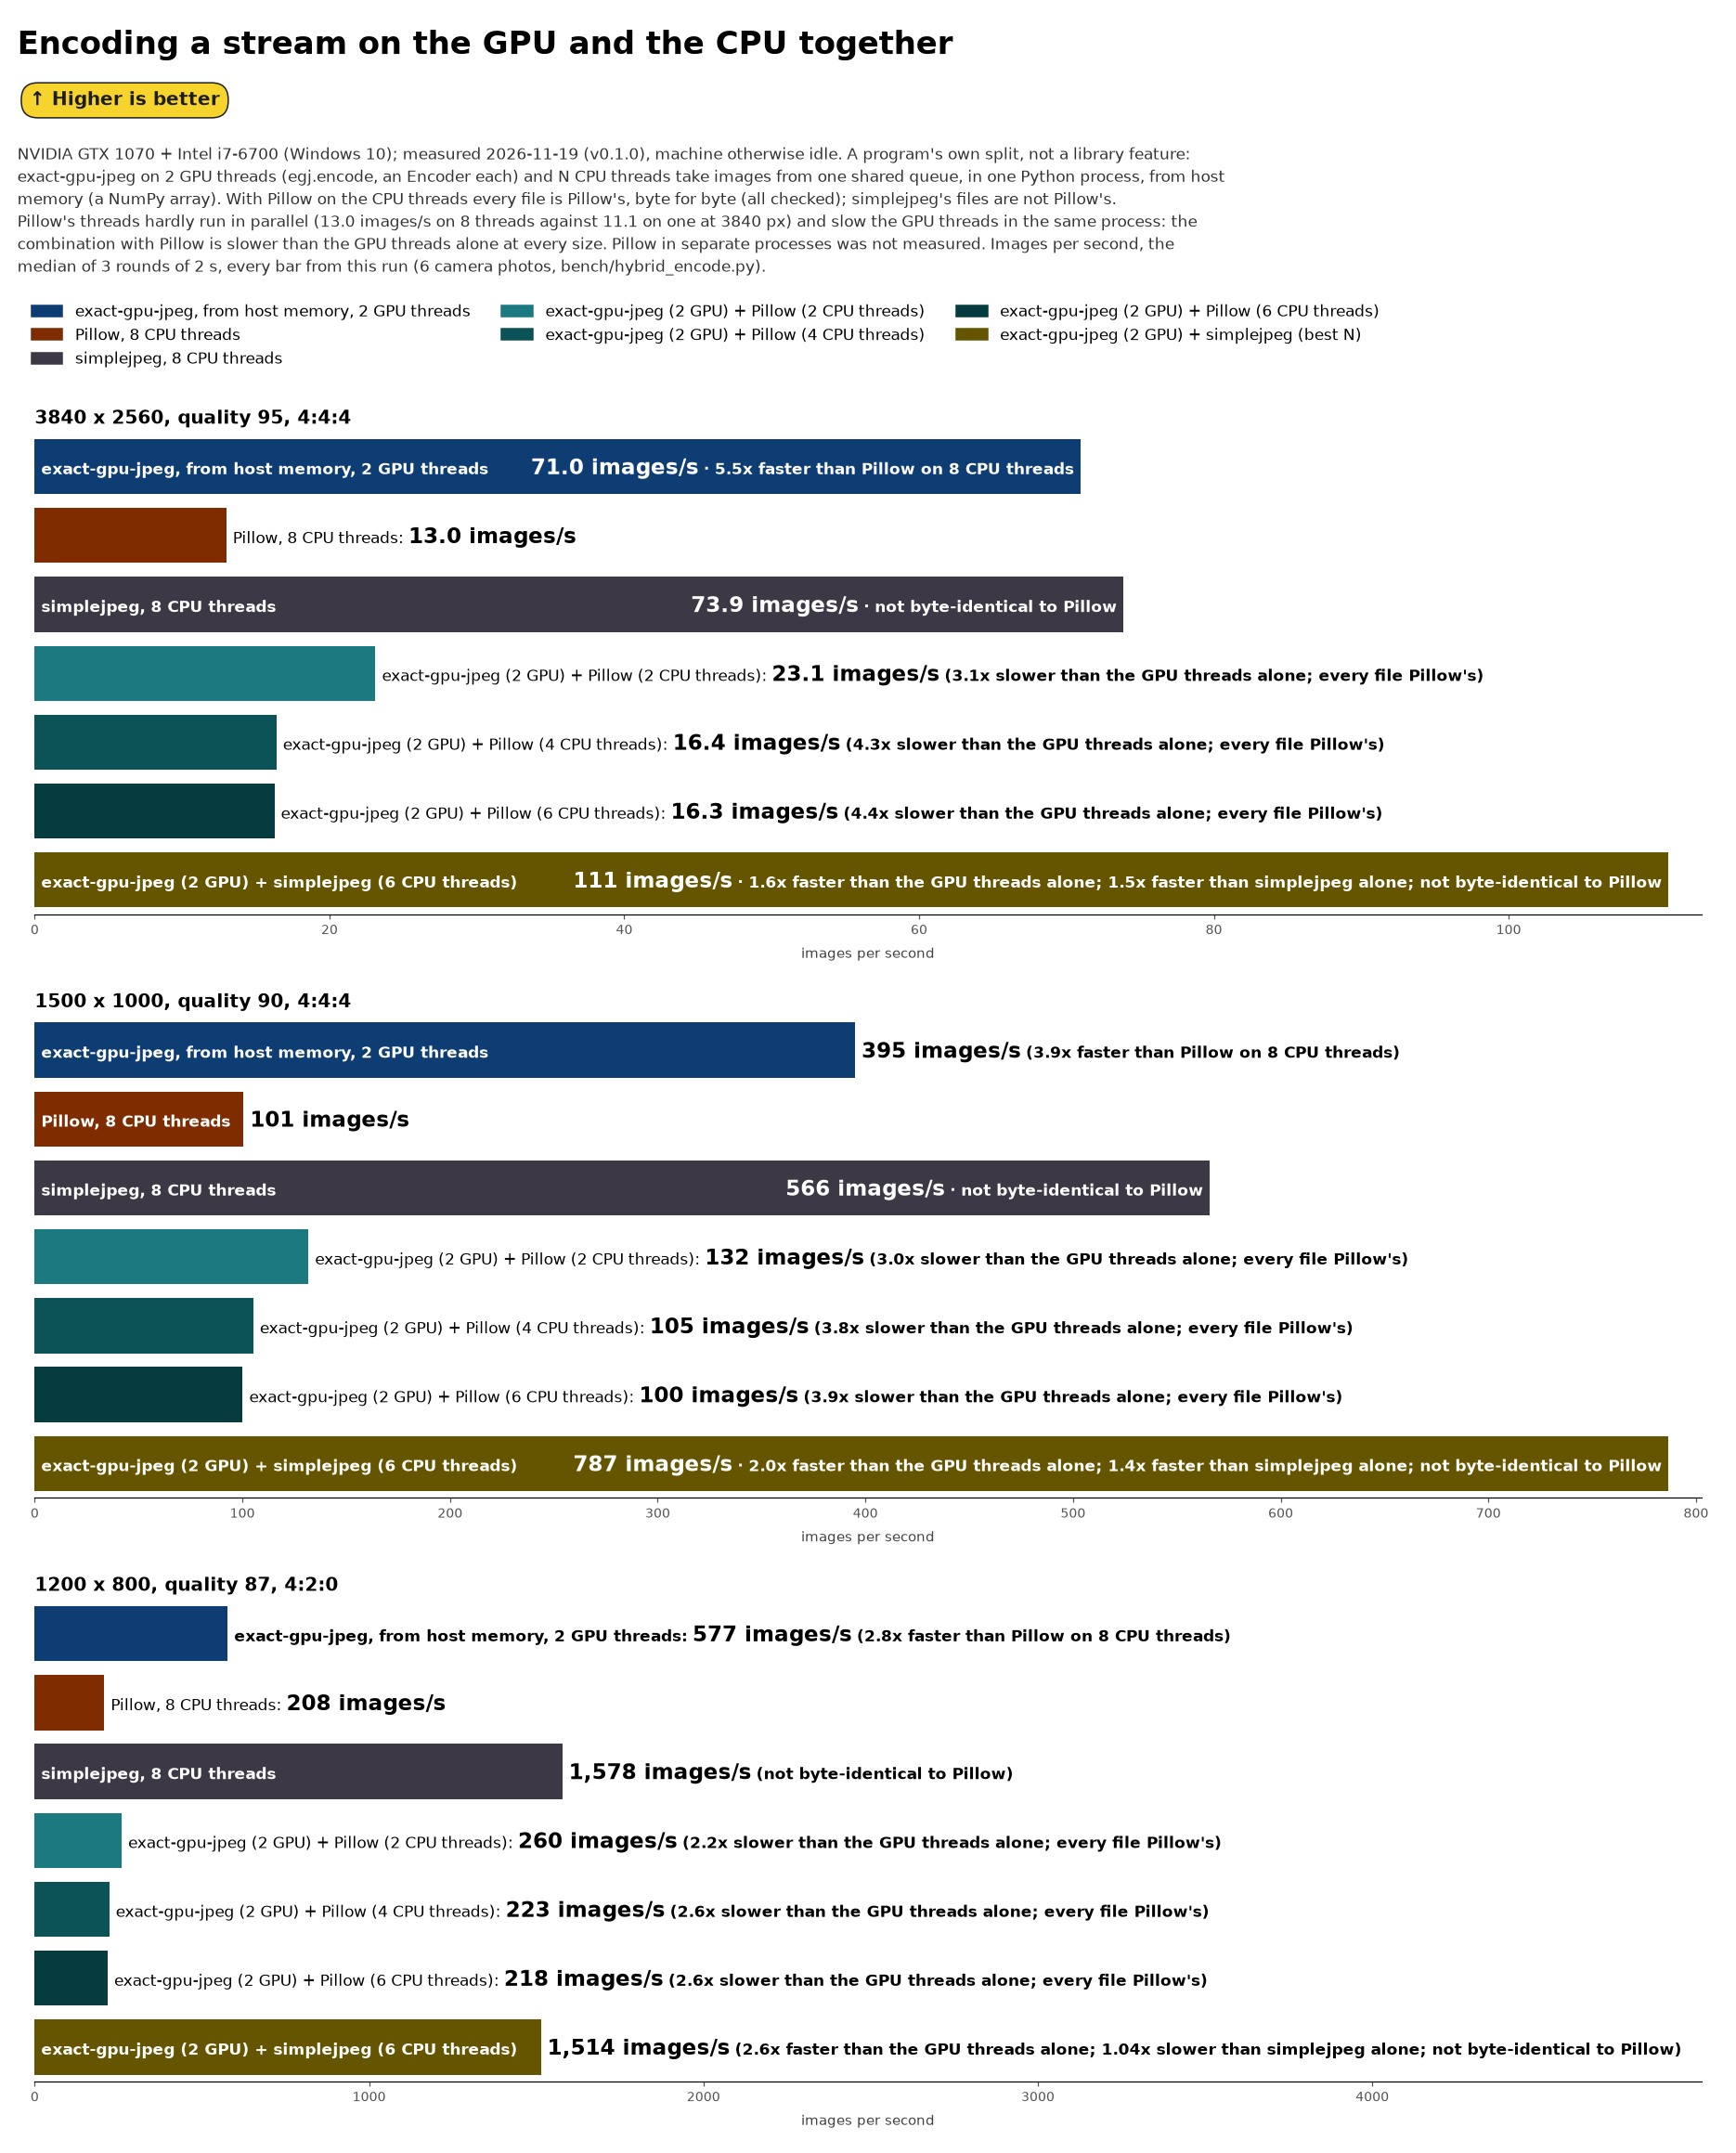 Encoding a stream on the GPU and the CPU together
↑ Higher is better
NVIDIA GTX 1070 + Intel i7-6700 (Windows 10); measured 2026-11-19 (v0.1.0), machine otherwise idle. A program's own split, not a library feature:
exact-gpu-jpeg on 2 GPU threads (egj.encode, an Encoder each) and N CPU threads take images from one shared queue, in one Python process, from host
memory (a NumPy array). With Pillow on the CPU threads every file is Pillow's, byte for byte (all checked); simplejpeg's files are not Pillow's.
Pillow's threads hardly run in parallel (13.0 images/s on 8 threads against 11.1 on one at 3840 px) and slow the GPU threads in the same process: the
combination with Pillow is slower than the GPU threads alone at every size. Pillow in separate processes was not measured. Images per second, the
median of 3 rounds of 2 s, every bar from this run (6 camera photos, bench/hybrid_encode.py).
exact-gpu-jpeg, from host memory, 2 GPU threads
Pillow, 8 CPU threads
simplejpeg, 8 CPU threads
exact-gpu-jpeg (2 GPU) + Pillow (2 CPU threads)
exact-gpu-jpeg (2 GPU) + Pillow (4 CPU threads)
exact-gpu-jpeg (2 GPU) + Pillow (6 CPU threads)
exact-gpu-jpeg (2 GPU) + simplejpeg (best N)
3840 x 2560, quality 95, 4:4:4
exact-gpu-jpeg, from host memory, 2 GPU threads 71.0 images/s · 5.5x faster than Pillow on 8 CPU threads
Pillow, 8 CPU threads: 13.0 images/s
simplejpeg, 8 CPU threads 73.9 images/s · not byte-identical to Pillow
exact-gpu-jpeg (2 GPU) + Pillow (2 CPU threads): 23.1 images/s (3.1x slower than the GPU threads alone; every file Pillow's)
exact-gpu-jpeg (2 GPU) + Pillow (4 CPU threads): 16.4 images/s (4.3x slower than the GPU threads alone; every file Pillow's)
exact-gpu-jpeg (2 GPU) + Pillow (6 CPU threads): 16.3 images/s (4.4x slower than the GPU threads alone; every file Pillow's)
exact-gpu-jpeg (2 GPU) + simplejpeg (6 CPU threads) 111 images/s · 1.6x faster than the GPU threads alone; 1.5x faster than simplejpeg alone; not byte-identical to Pillow
0 20 40 60 80 100
images per second
1500 x 1000, quality 90, 4:4:4
exact-gpu-jpeg, from host memory, 2 GPU threads 395 images/s (3.9x faster than Pillow on 8 CPU threads)
Pillow, 8 CPU threads 101 images/s
simplejpeg, 8 CPU threads 566 images/s · not byte-identical to Pillow
exact-gpu-jpeg (2 GPU) + Pillow (2 CPU threads): 132 images/s (3.0x slower than the GPU threads alone; every file Pillow's)
exact-gpu-jpeg (2 GPU) + Pillow (4 CPU threads): 105 images/s (3.8x slower than the GPU threads alone; every file Pillow's)
exact-gpu-jpeg (2 GPU) + Pillow (6 CPU threads): 100 images/s (3.9x slower than the GPU threads alone; every file Pillow's)
exact-gpu-jpeg (2 GPU) + simplejpeg (6 CPU threads) 787 images/s · 2.0x faster than the GPU threads alone; 1.4x faster than simplejpeg alone; not byte-identical to Pillow
0 100 200 300 400 500 600 700 800
images per second
1200 x 800, quality 87, 4:2:0
exact-gpu-jpeg, from host memory, 2 GPU threads: 577 images/s (2.8x faster than Pillow on 8 CPU threads)
Pillow, 8 CPU threads: 208 images/s
simplejpeg, 8 CPU threads 1,578 images/s (not byte-identical to Pillow)
exact-gpu-jpeg (2 GPU) + Pillow (2 CPU threads): 260 images/s (2.2x slower than the GPU threads alone; every file Pillow's)
exact-gpu-jpeg (2 GPU) + Pillow (4 CPU threads): 223 images/s (2.6x slower than the GPU threads alone; every file Pillow's)
exact-gpu-jpeg (2 GPU) + Pillow (6 CPU threads): 218 images/s (2.6x slower than the GPU threads alone; every file Pillow's)
exact-gpu-jpeg (2 GPU) + simplejpeg (6 CPU threads) 1,514 images/s (2.6x faster than the GPU threads alone; 1.04x slower than simplejpeg alone; not byte-identical to Pillow)
0 1000 2000 3000 4000
images per second